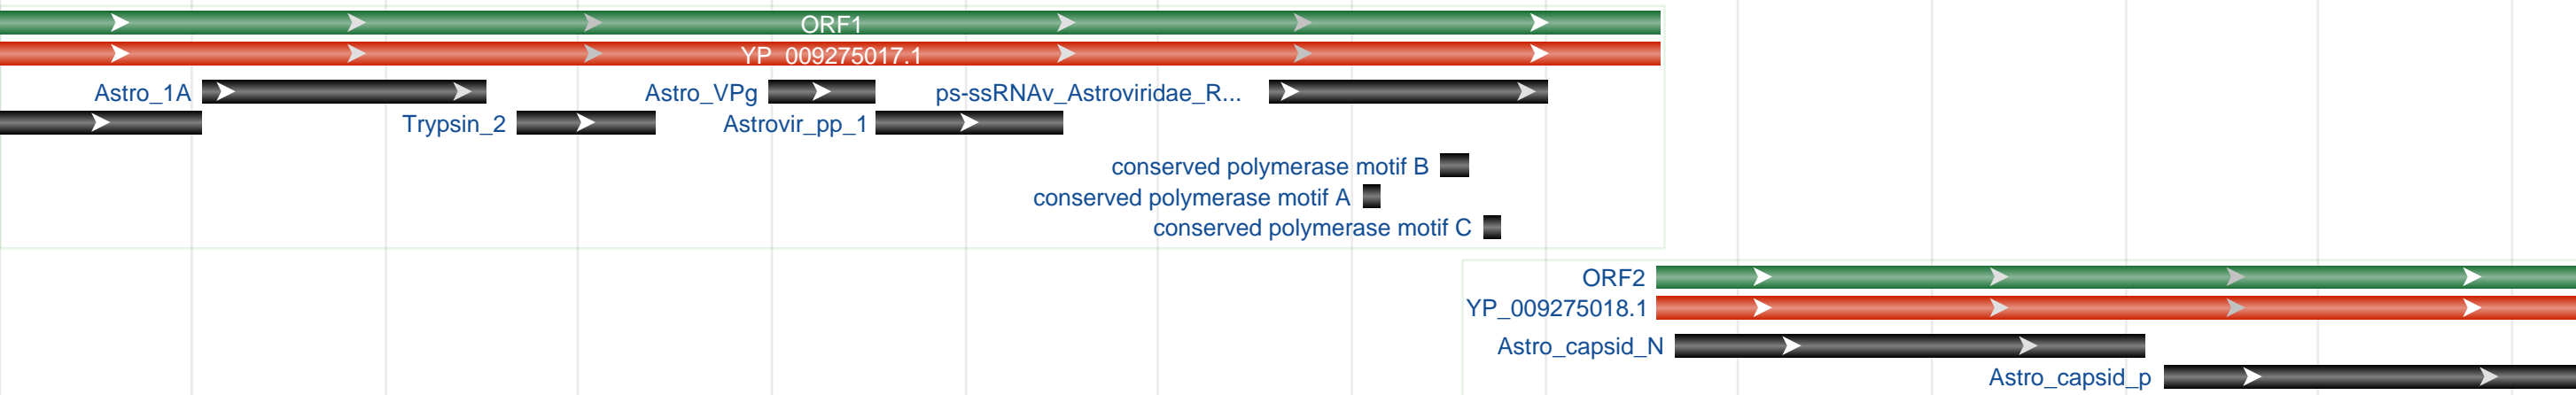 ORF1
YP_009275017.1
Astro_1A
Astro_VPg
ps-ssRNAv_Astroviridae_R...
Trypsin_2
Astrovir_pp_1
conserved polymerase motif B
conserved polymerase motif A
conserved polymerase motif C
ORF2
YP_009275018.1
Astro_capsid_N
Astro_capsid_p